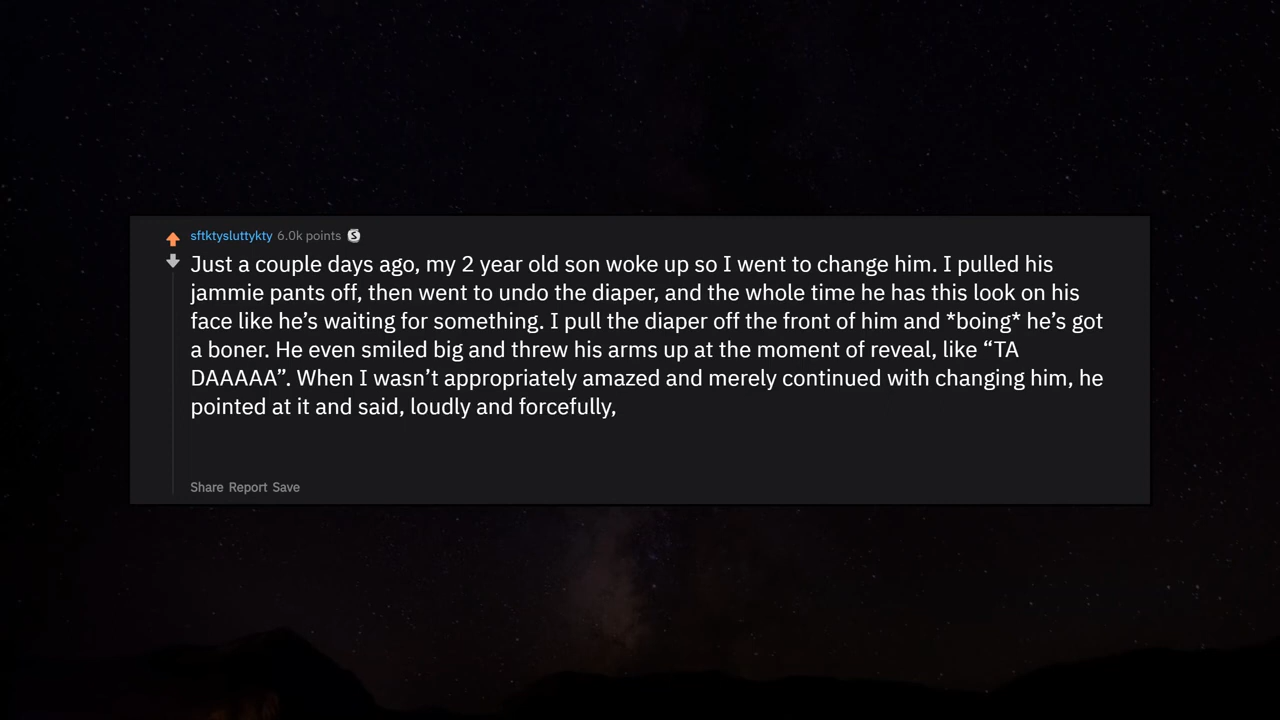 sftktysluttykty 6.0k points S
Just a couple days ago, my 2 year old son woke up so I went to change him. I pulled his
jammie pants off, then went to undo the diaper, and the whole time he has this look on his
face like he’s waiting for something. I pull the diaper off the front of him and *boing* he’s got
a boner. He even smiled big and threw his arms up at the moment of reveal, like “TA
DAAAAA”. When I wasn’t appropriately amazed and merely continued with changing him, he
pointed at it and said, loudly and forcefully,
Share Report Save